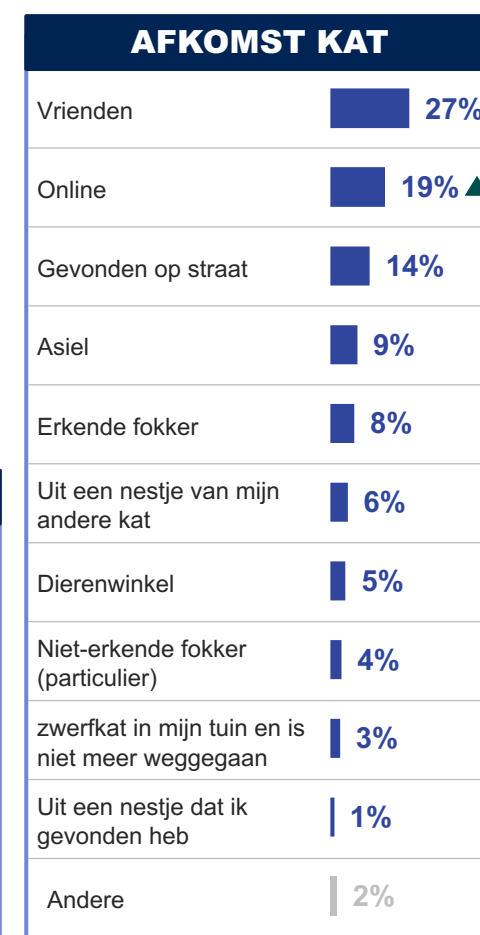 AFKOMST KAT
Vrienden 27%
Online 19%
Gevonden op straat 14%
Asiel 9%
Erkende fokker 8%
Uit een nestje van mijn
andere kat 6%
Dierenwinkel 5%
Niet-erkende fokker
(particulier) 4%
zwerfkat in mijn tuin en is
niet meer weggegaan 3%
Uit een nestje dat ik
gevonden heb 1%
Andere 2%